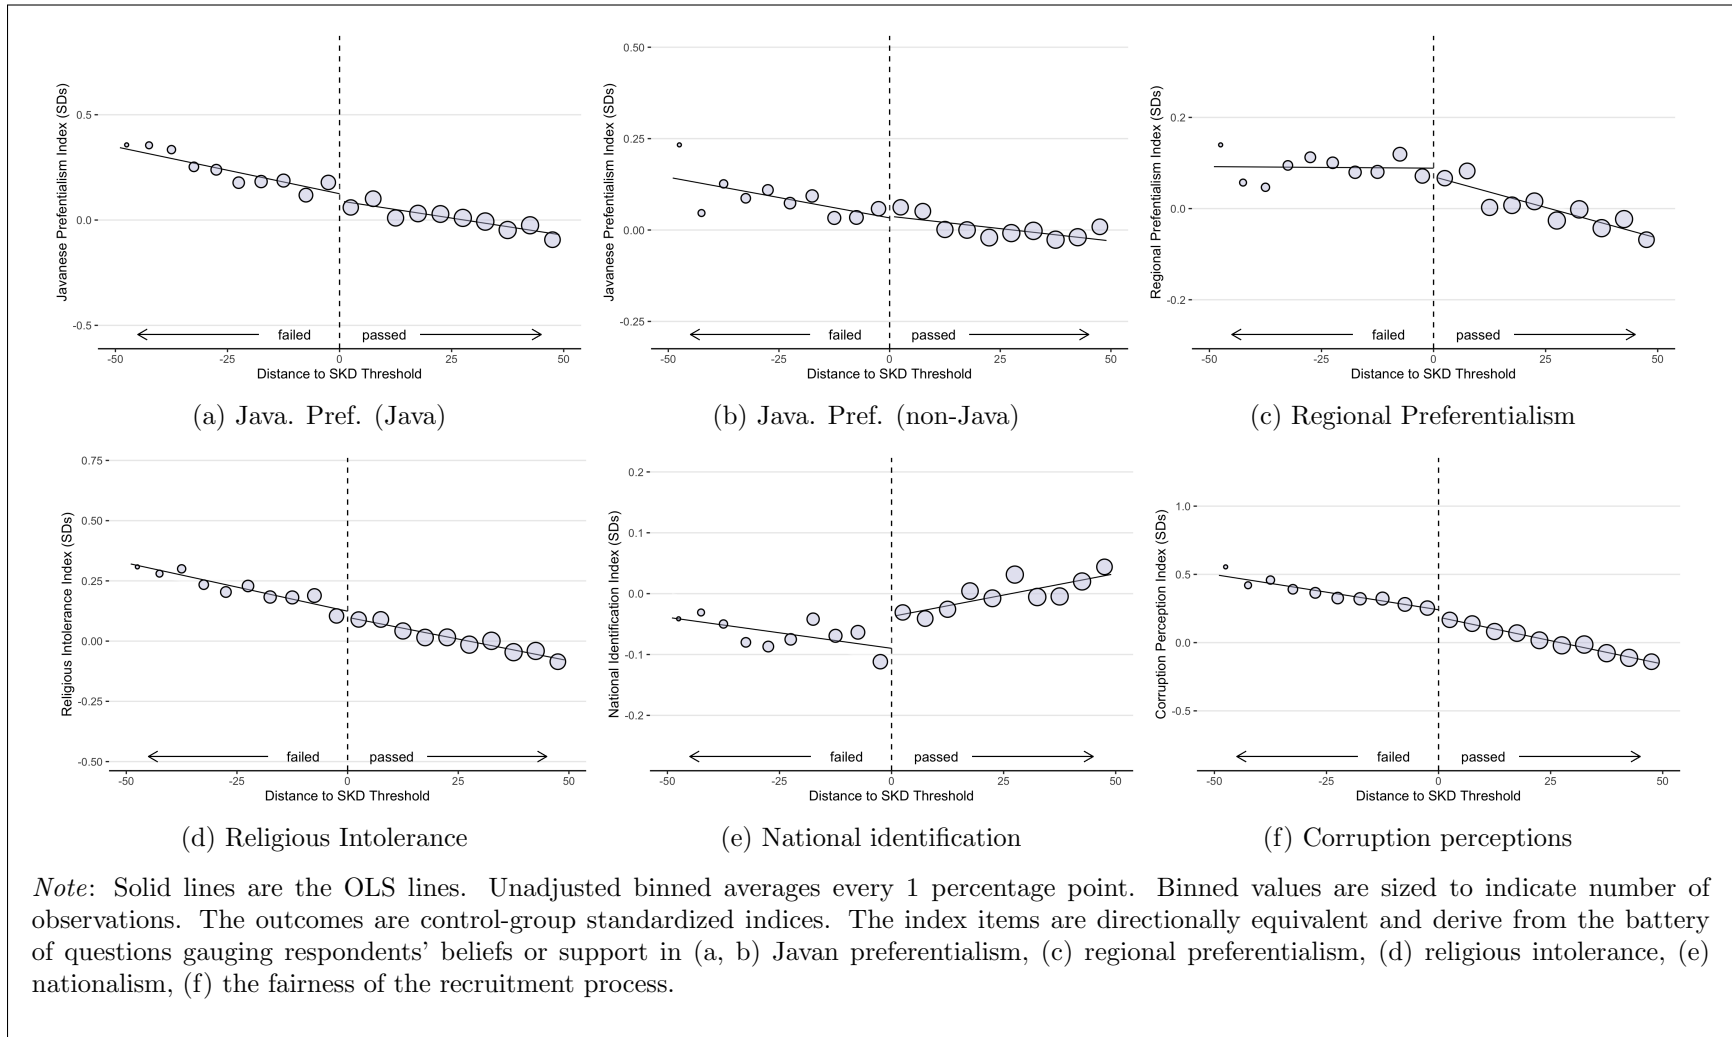 0.5
0.0
-0.5
Javanese Prefentialism Index (SDs)
failed
passed
-50 -25 0 25 50
Distance to SKD Threshold
(a) Java. Pref. (Java)
0.50
0.25
0.00
-0.25
Javanese Prefentialism Index (SDs)
failed
passed
-50 -25 0 25 50
Distance to SKD Threshold
(b) Java. Pref. (non-Java)
0.2
0.0
-0.2
Regional Prefentialism Index (SDs)
failed
passed
-50 -25 0 25 50
Distance to SKD Threshold
(c) Regional Preferentialism
0.75
0.50
0.25
0.00
-0.25
-0.50
Religious Intolerance Index (SDs)
failed
passed
-50 -25 0 25 50
Distance to SKD Threshold
(d) Religious Intolerance
0.2
0.1
0.0
-0.1
-0.2
National Identification Index (SDs)
failed
passed
-50 -25 0 25 50
Distance to SKD Threshold
(e) National identification
1.0
0.5
0.0
-0.5
Corruption Perception Index (SDs)
failed
passed
-50 -25 0 25 50
Distance to SKD Threshold
(f) Corruption perceptions
Note: Solid lines are the OLS lines. Unadjusted binned averages every 1 percentage point. Binned values are sized to indicate number of
observations. The outcomes are control-group standardized indices. The index items are directionally equivalent and derive from the battery
of questions gauging respondents' beliefs or support in (a, b) Javan preferentialism, (c) regional preferentialism, (d) religious intolerance, (e)
nationalism, (f) the fairness of the recruitment process.